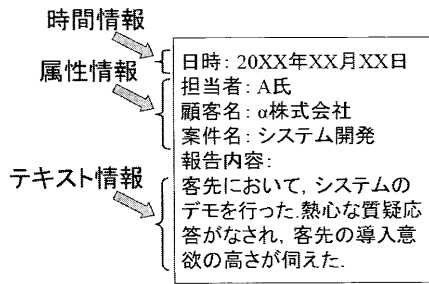 時間情報
属性情報
テキスト情報
日時: 20XX年XX月XX日
担当者: A氏
顧客名: α株式会社
案件名: システム開発
報告内容:
客先において, システムの
デモを行った.熱心な質疑応
答がなされ, 客先の導入意
欲の高さが伺えた.